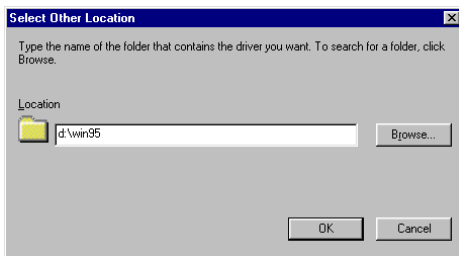 Select Other Location
Type the name of the folder that contains the driver you want. To search for a folder, click
Browse.
Location
d:\win95
Browse...
OK
Cancel